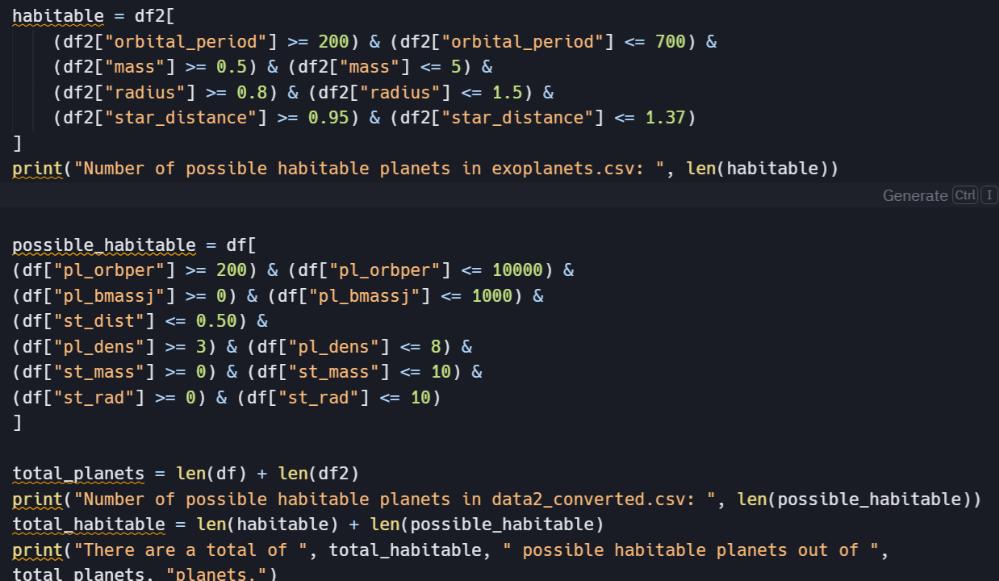 habitable = df2[
    (df2["orbital_period"] >= 200) & (df2["orbital_period"] <= 700) &
    (df2["mass"] >= 0.5) & (df2["mass"] <= 5) &
    (df2["radius"] >= 0.8) & (df2["radius"] <= 1.5) &
    (df2["star_distance"] >= 0.95) & (df2["star_distance"] <= 1.37)
]
print("Number of possible habitable planets in exoplanets.csv: ", len(habitable))
Generate Ctrl I
possible_habitable = df[
(df["pl_orbper"] >= 200) & (df["pl_orbper"] <= 10000) &
(df["pl_bmassj"] >= 0) & (df["pl_bmassj"] <= 1000) &
(df["st_dist"] <= 0.50) &
(df["pl_dens"] >= 3) & (df["pl_dens"] <= 8) &
(df["st_mass"] >= 0) & (df["st_mass"] <= 10) &
(df["st_rad"] >= 0) & (df["st_rad"] <= 10)
]
total_planets = len(df) + len(df2)
print("Number of possible habitable planets in data2_converted.csv: ", len(possible_habitable))
total_habitable = len(habitable) + len(possible_habitable)
print("There are a total of ", total_habitable, " possible habitable planets out of ",
total_planets, "planets.")